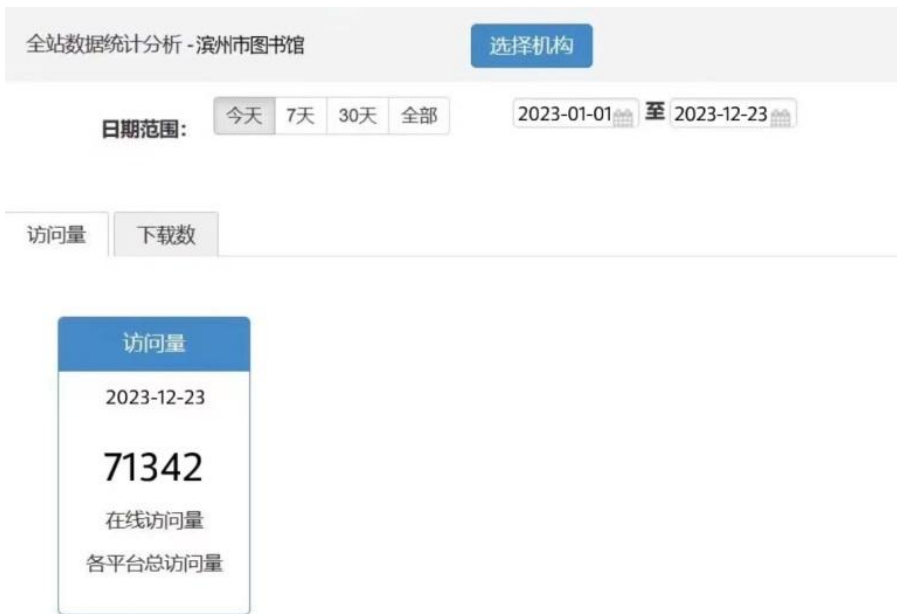 全站数据统计分析 - 滨州市图书馆 选择机构
日期范围: 今天 7天 30天 全部 2023-01-01 至 2023-12-23
访问量 下载数
访问量
2023-12-23
71342
在线访问量
各平台总访问量